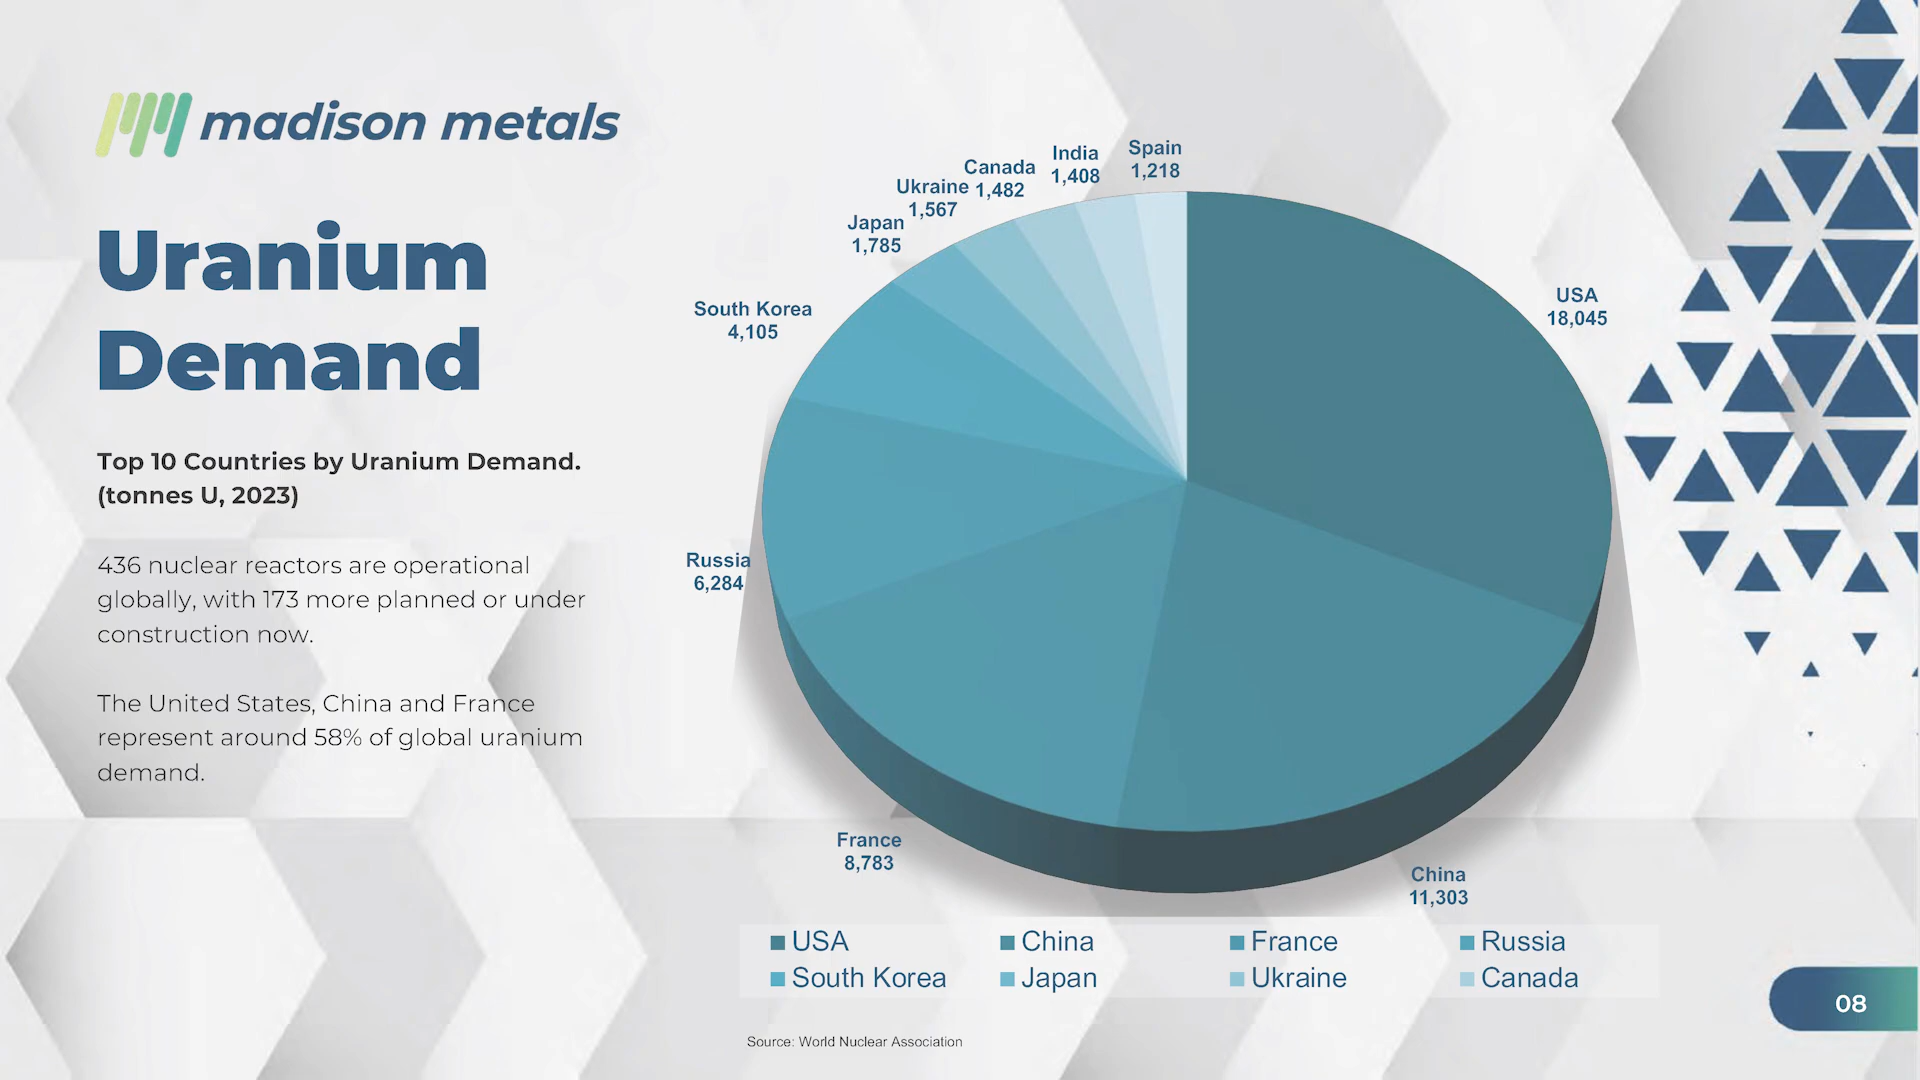 madison metals
Uranium
Demand
Top 10 Countries by Uranium Demand.
(tonnes U, 2023)
436 nuclear reactors are operational
globally, with 173 more planned or under
construction now.
The United States, China and France
represent around 58% of global uranium
demand.
Spain
1,218
India
1,408
Canada
1,482
Ukraine
1,567
Japan
1,785
South Korea
4,105
USA
18,045
Russia
6,284
France
8,783
China
11,303
USA
China
France
Russia
South Korea
Japan
Ukraine
Canada
Source: World Nuclear Association
08